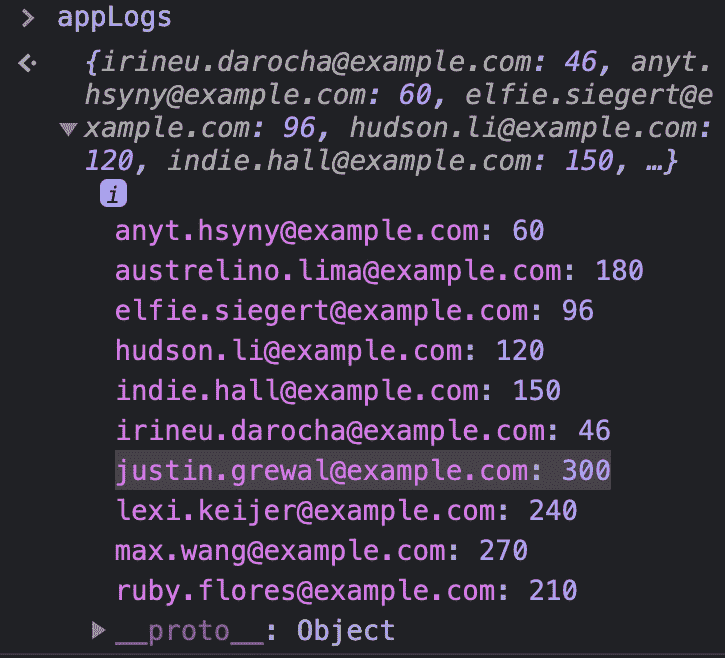 > appLogs
{irineu.darocha@example.com: 46, anyt.
hsyny@example.com: 60, elfie.siegert@e
xample.com: 96, hudson.li@example.com:
120, indie.hall@example.com: 150, …}
i
anyt.hsyny@example.com: 60
austrelino.lima@example.com: 180
elfie.siegert@example.com: 96
hudson.li@example.com: 120
indie.hall@example.com: 150
irineu.darocha@example.com: 46
justin.grewal@example.com: 300
lexi.keijer@example.com: 240
max.wang@example.com: 270
ruby.flores@example.com: 210
__proto__: Object